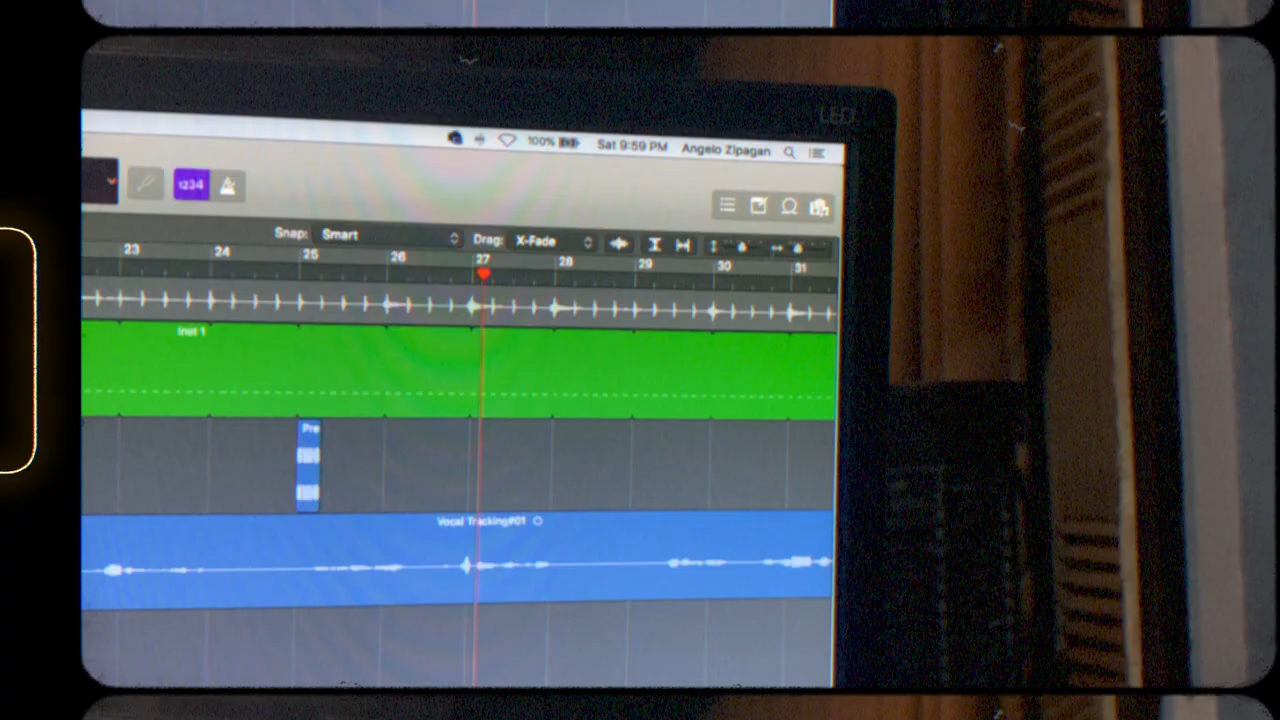 LED
100% Sat 9:59 PM Angelo Zipagan
1234
Snap: Smart Drag: X-Fade
23 24 25 26 27 28 29 30 31
Inst 1
Pre
Vocal Tracking#01